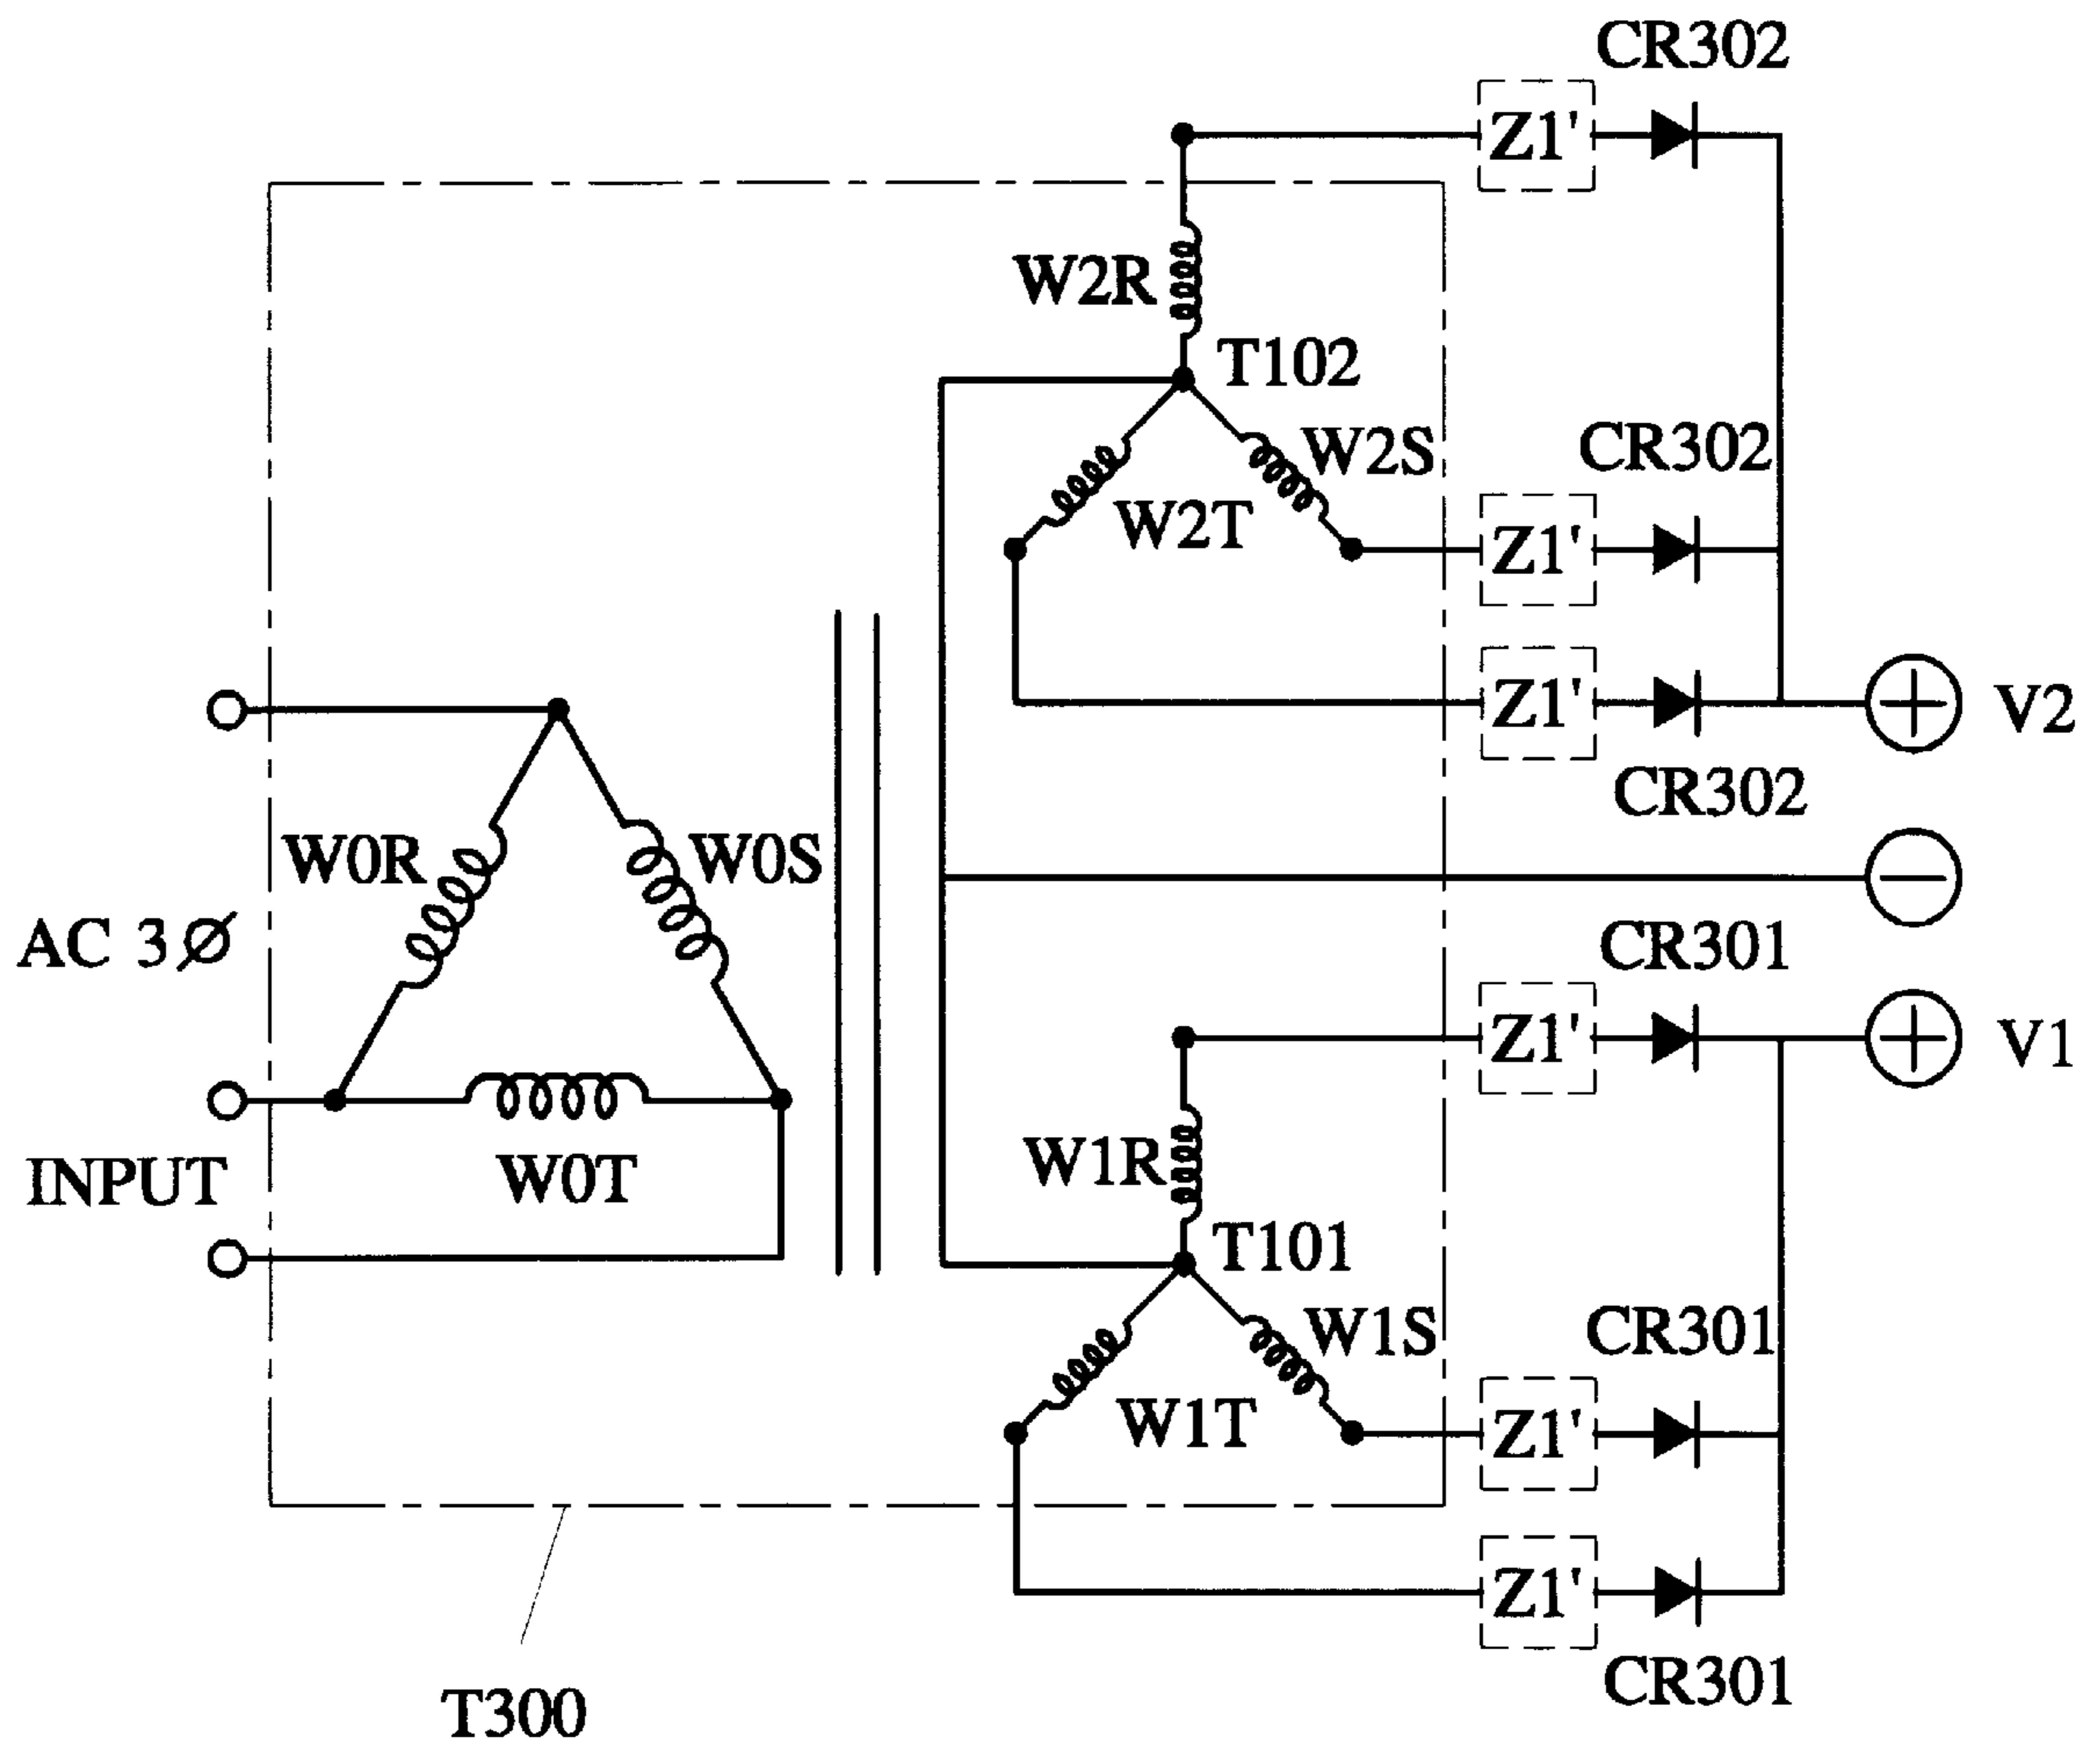 CR302
Z1'
W2R
T102
W2S
CR302
W2T
Z1'
Z1'
V2
CR302
W0R
W0S
AC 3Ø
CR301
Z1'
V1
W1R
INPUT
W0T
T101
W1S
CR301
W1T
Z1'
Z1'
CR301
T300